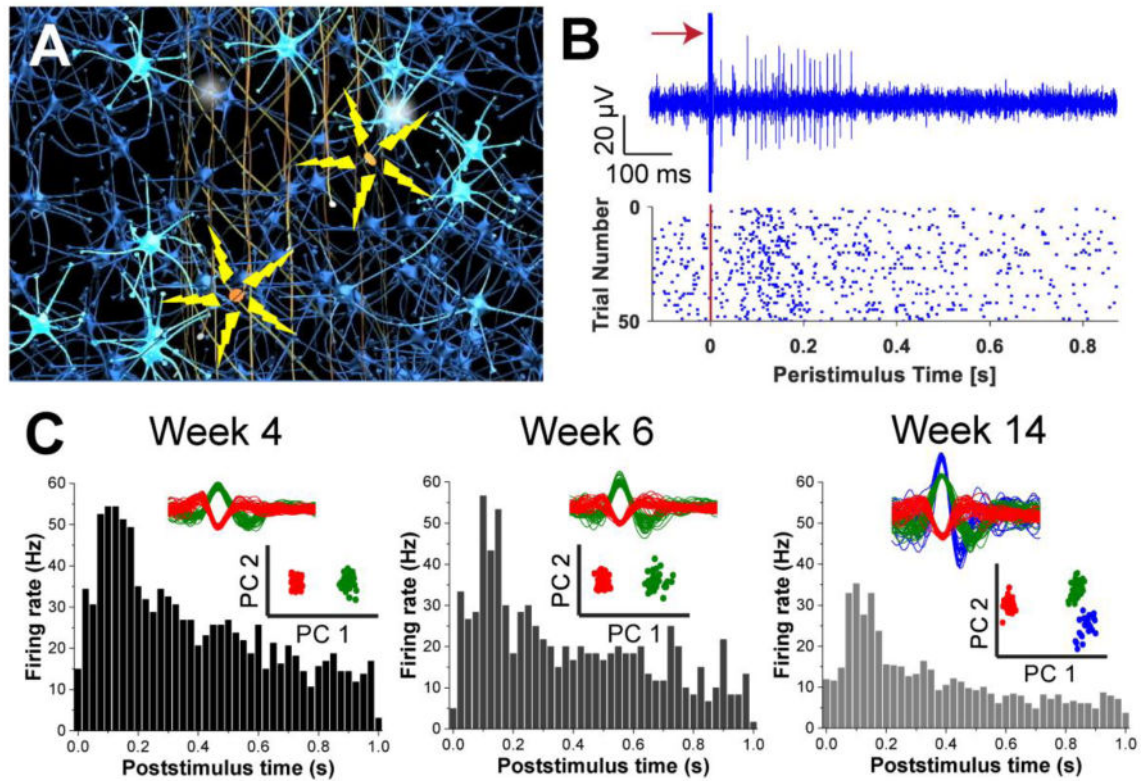 A
B
20 µV
100 ms
Trial Number
0
50
0 0.2 0.4 0.6 0.8
Peristimulus Time [s]
C
Week 4
Week 6
Week 14
Firing rate (Hz)
60
50
40
30
20
10
0
PC 2
PC 1
0.0 0.2 0.4 0.6 0.8 1.0
Poststimulus time (s)
Firing rate (Hz)
60
50
40
30
20
10
0
PC 2
PC 1
0.0 0.2 0.4 0.6 0.8 1.0
Poststimulus time (s)
Firing rate (Hz)
60
50
40
30
20
10
0
PC 2
PC 1
0.0 0.2 0.4 0.6 0.8 1.0
Poststimulus time (s)